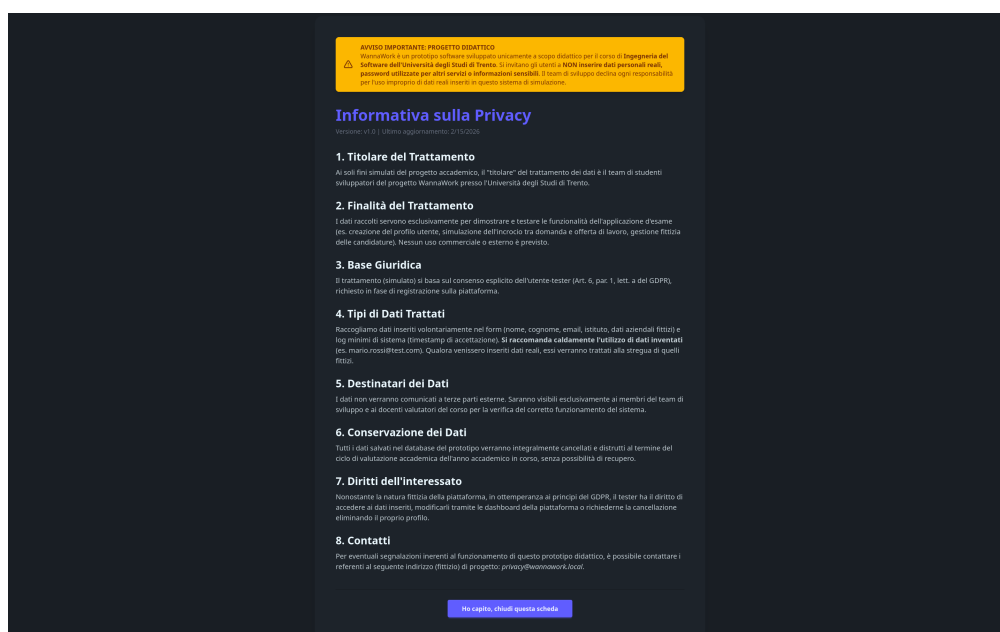 AVVISO IMPORTANTE: PROGETTO DIDATTICO
WannaWork è un prototipo software sviluppato unicamente a scopo didattico per il corso di Ingegneria del
Software dell'Università degli Studi di Trento. Si invitano gli utenti a NON inserire dati personali reali,
password utilizzate per altri servizi o informazioni sensibili. Il team di sviluppo declina ogni responsabilità
per l'uso improprio di dati reali inseriti in questo sistema di simulazione.
Informativa sulla Privacy
Versione: v1.0 | Ultimo aggiornamento: 2/15/2026
1. Titolare del Trattamento
Ai soli fini simulati del progetto accademico, il "titolare" del trattamento dei dati è il team di studenti
sviluppatori del progetto WannaWork presso l'Università degli Studi di Trento.
2. Finalità del Trattamento
I dati raccolti servono esclusivamente per dimostrare e testare le funzionalità dell'applicazione d'esame
(es. creazione del profilo utente, simulazione dell'incrocio tra domanda e offerta di lavoro, gestione fittizia
delle candidature). Nessun uso commerciale o esterno è previsto.
3. Base Giuridica
Il trattamento (simulato) si basa sul consenso esplicito dell'utente-tester (Art. 6, par. 1, lett. a del GDPR),
richiesto in fase di registrazione sulla piattaforma.
4. Tipi di Dati Trattati
Raccogliamo dati inseriti volontariamente nel form (nome, cognome, email, istituto, dati aziendali fittizi) e
log minimi di sistema (timestamp di accettazione). Si raccomanda caldamente l'utilizzo di dati inventati
(es. mario.rossi@test.com). Qualora venissero inseriti dati reali, essi verranno trattati alla stregua di quelli
fittizi.
5. Destinatari dei Dati
I dati non verranno comunicati a terze parti esterne. Saranno visibili esclusivamente ai membri del team di
sviluppo e ai docenti valutatori del corso per la verifica del corretto funzionamento del sistema.
6. Conservazione dei Dati
Tutti i dati salvati nel database del prototipo verranno integralmente cancellati e distrutti al termine del
ciclo di valutazione accademica dell'anno accademico in corso, senza possibilità di recupero.
7. Diritti dell'interessato
Nonostante la natura fittizia della piattaforma, in ottemperanza ai principi del GDPR, il tester ha il diritto di
accedere ai dati inseriti, modificarli tramite le dashboard della piattaforma o richiederne la cancellazione
eliminando il proprio profilo.
8. Contatti
Per eventuali segnalazioni inerenti al funzionamento di questo prototipo didattico, è possibile contattare i
referenti al seguente indirizzo (fittizio) di progetto: privacy@wannawork.local.
Ho capito, chiudi questa scheda